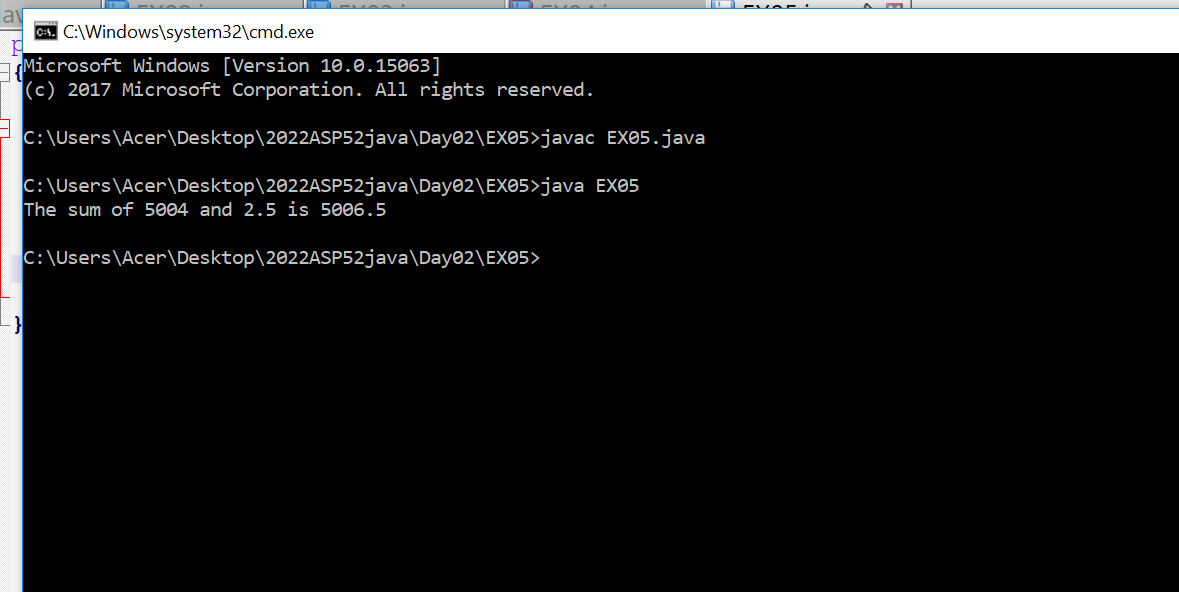 C:\Windows\system32\cmd.exe
Microsoft Windows [Version 10.0.15063]
(c) 2017 Microsoft Corporation. All rights reserved.
C:\Users\Acer\Desktop\2022ASP52java\Day02\EX05>javac EX05.java
C:\Users\Acer\Desktop\2022ASP52java\Day02\EX05>java EX05
The sum of 5004 and 2.5 is 5006.5
C:\Users\Acer\Desktop\2022ASP52java\Day02\EX05>
{
}